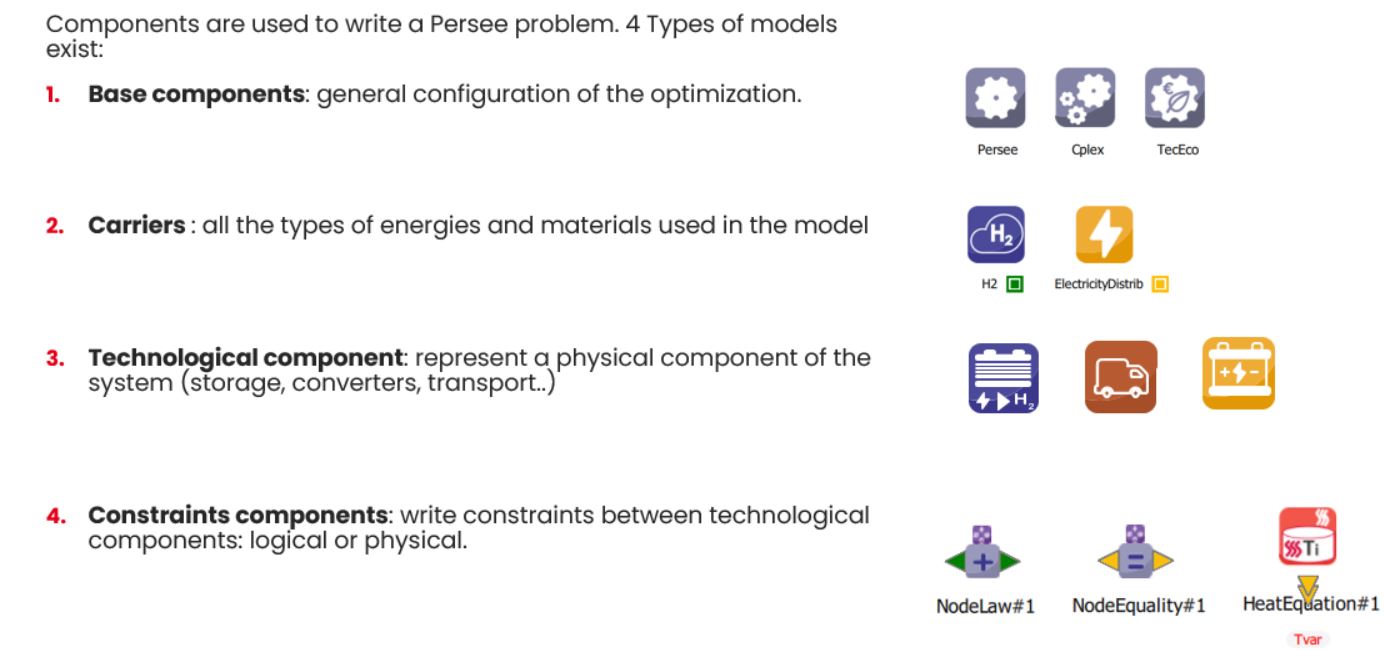 Components are used to write a Persee problem. 4 Types of models
exist:
1. Base components: general configuration of the optimization.
Persee Cplex TecEco
2. Carriers : all the types of energies and materials used in the model
H₂
H2 ElectricityDistrib
3. Technological component: represent a physical component of the
system (storage, converters, transport..)
H₂
+ -
4. Constraints components: write constraints between technological
components: logical or physical.
Ti
+ =
NodeLaw#1 NodeEquality#1 HeatEquation#1
Tvar